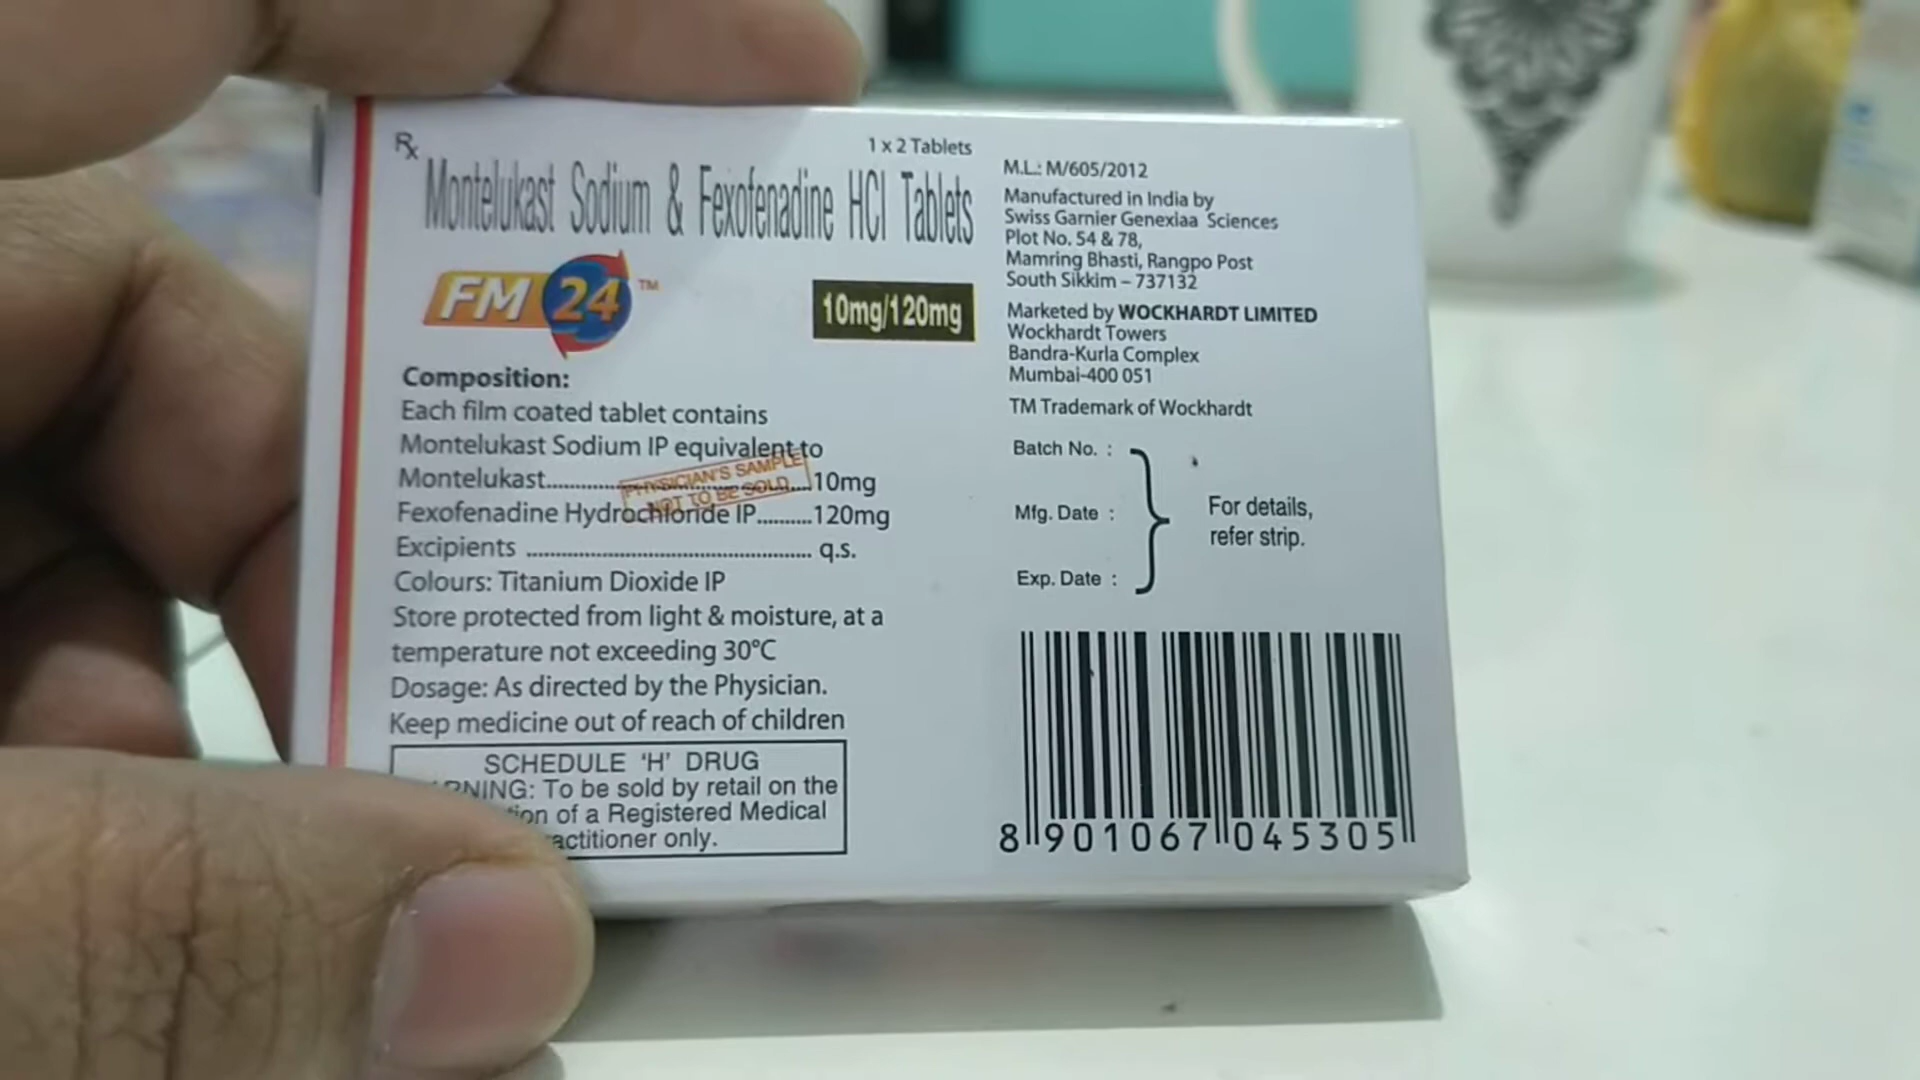 Rx
1 x 2 Tablets
Montelukast Sodium & Fexofenadine HCl Tablets
FM 24 ™
10mg/120mg
Composition:
Each film coated tablet contains
Montelukast Sodium IP equivalent to
Montelukast..............................10mg
Fexofenadine Hydrochloride IP..........120mg
PHYSICIAN'S SAMPLE
NOT TO BE SOLD
Excipients .................................................... q.s.
Colours: Titanium Dioxide IP
Store protected from light & moisture, at a
temperature not exceeding 30°C
Dosage: As directed by the Physician.
Keep medicine out of reach of children
SCHEDULE 'H' DRUG
RNING: To be sold by retail on the
tion of a Registered Medical
actitioner only.
M.L.: M/605/2012
Manufactured in India by
Swiss Garnier Genexiaa Sciences
Plot No. 54 & 78,
Mamring Bhasti, Rangpo Post
South Sikkim – 737132
Marketed by WOCKHARDT LIMITED
Wockhardt Towers
Bandra-Kurla Complex
Mumbai-400 051
TM Trademark of Wockhardt
Batch No. :
Mfg. Date :
Exp. Date :
For details,
refer strip.
8 901067 045305